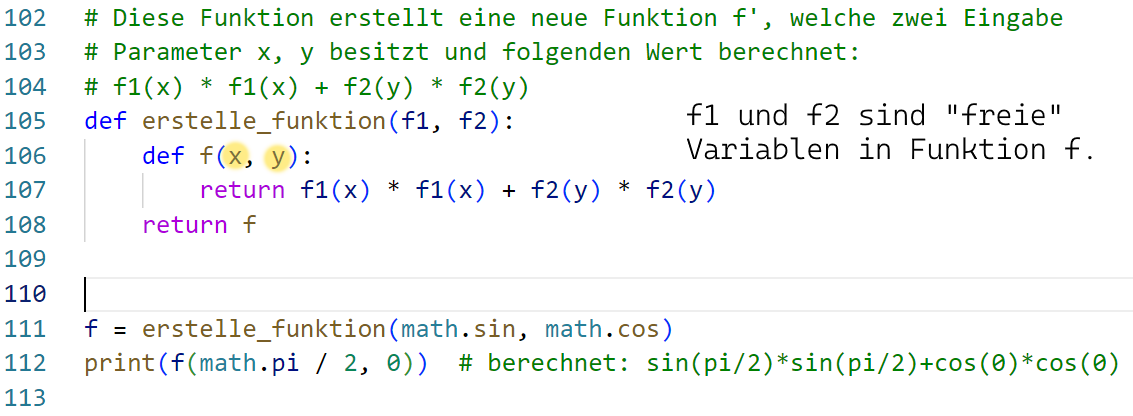 102 # Diese Funktion erstellt eine neue Funktion f', welche zwei Eingabe
103 # Parameter x, y besitzt und folgenden Wert berechnet:
104 # f1(x) * f1(x) + f2(y) * f2(y)
105 def erstelle_funktion(f1, f2):
106     def f(x, y):
107         return f1(x) * f1(x) + f2(y) * f2(y)
108     return f
f1 und f2 sind "freie"
Variablen in Funktion f.
109
110
111 f = erstelle_funktion(math.sin, math.cos)
112 print(f(math.pi / 2, 0))  # berechnet: sin(pi/2)*sin(pi/2)+cos(0)*cos(0)
113